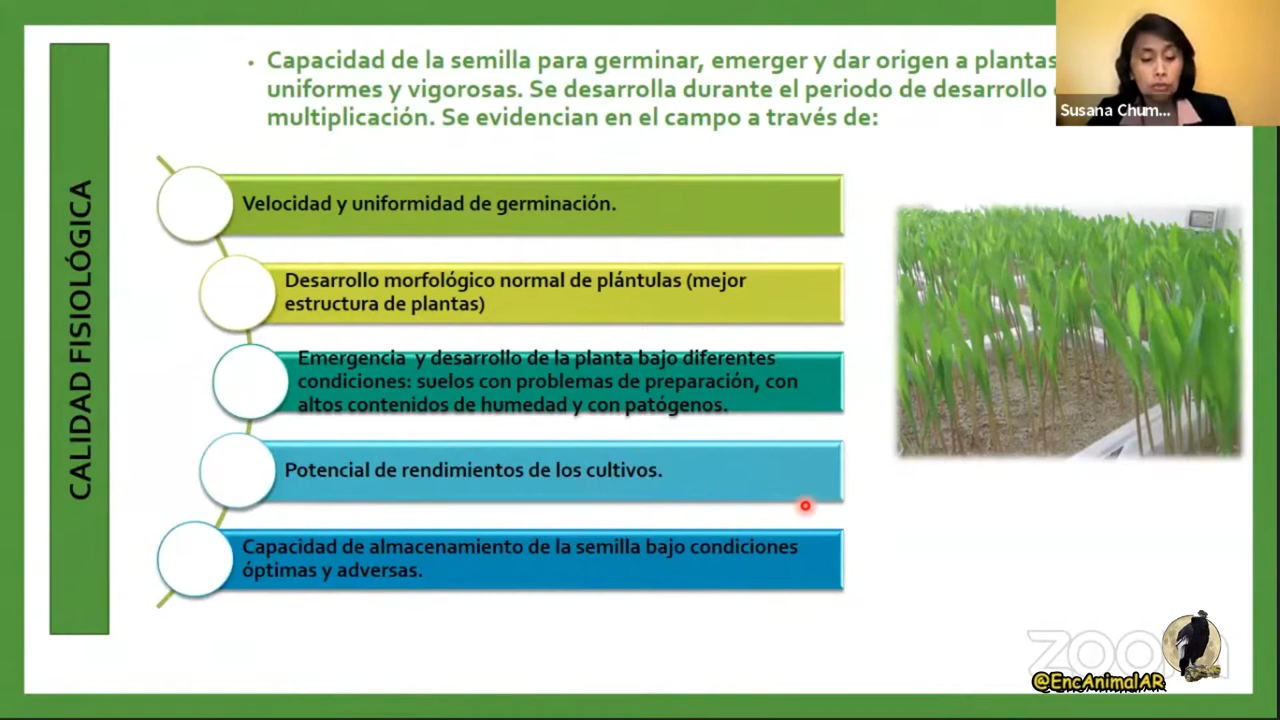 CALIDAD FISIOLÓGICA
• Capacidad de la semilla para germinar, emerger y dar origen a plantas
uniformes y vigorosas. Se desarrolla durante el periodo de desarrollo
multiplicación. Se evidencian en el campo a través de:
Susana Chum...
Velocidad y uniformidad de germinación.
Desarrollo morfológico normal de plántulas (mejor
estructura de plantas)
Emergencia y desarrollo de la planta bajo diferentes
condiciones: suelos con problemas de preparación, con
altos contenidos de humedad y con patógenos.
Potencial de rendimientos de los cultivos.
Capacidad de almacenamiento de la semilla bajo condiciones
óptimas y adversas.
zoom
@EncAnimalAR